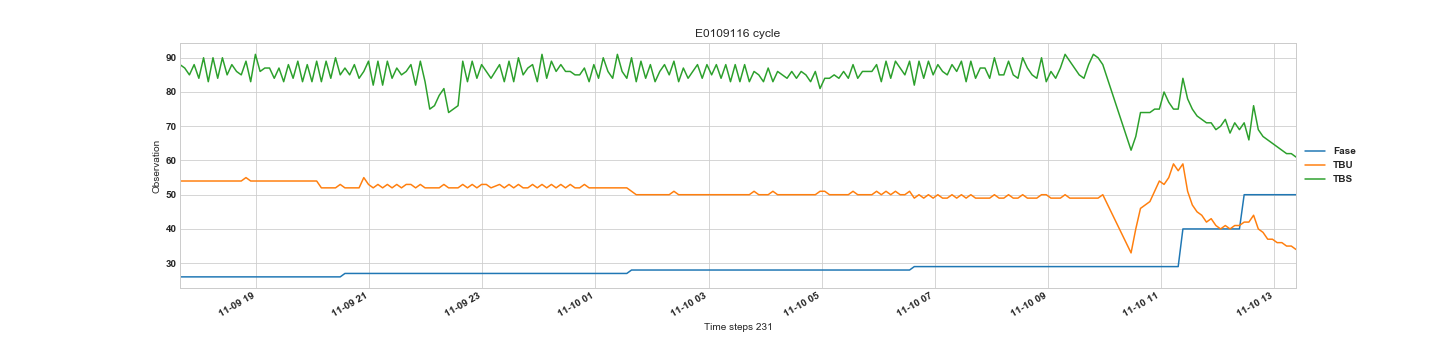 E0109116 cycle
Observation
90
80
70
60
50
40
30
11-09 19
11-09 21
11-09 23
11-10 01
11-10 03
11-10 05
11-10 07
11-10 09
11-10 11
11-10 13
Time steps 231
Fase
TBU
TBS